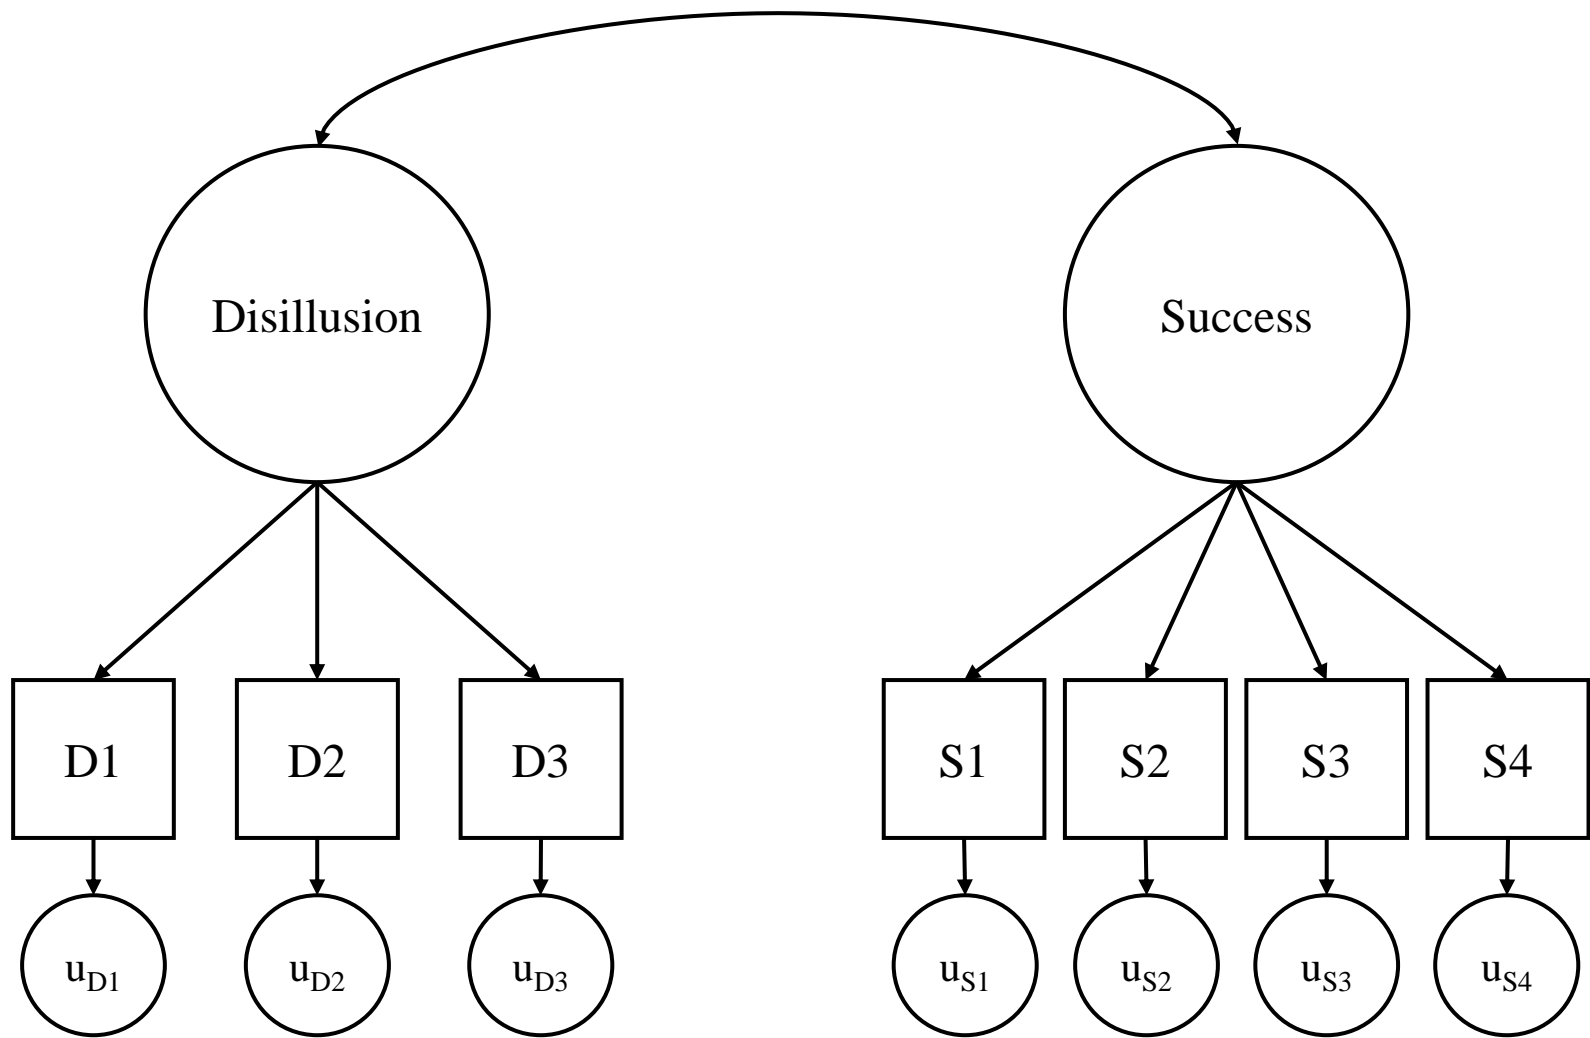 Disillusion
Success
D1
D2
D3
S1
S2
S3
S4
uD1
uD2
uD3
uS1
uS2
uS3
uS4